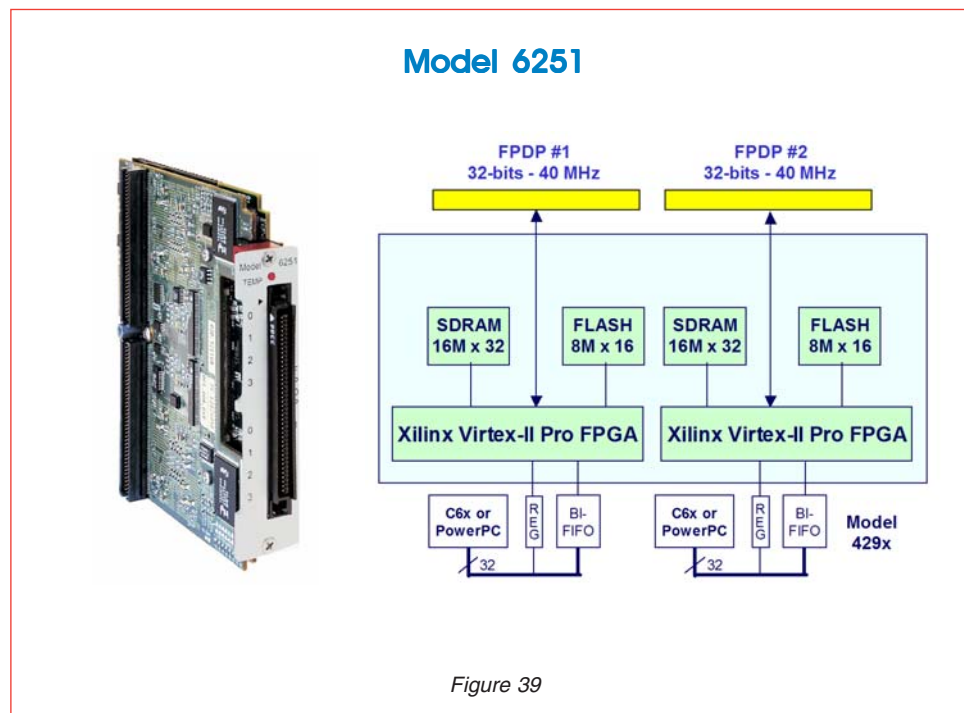 Model 6251
FPDP #1
32-bits - 40 MHz
FPDP #2
32-bits - 40 MHz
SDRAM
16M x 32
FLASH
8M x 16
SDRAM
16M x 32
FLASH
8M x 16
Xilinx Virtex-II Pro FPGA
Xilinx Virtex-II Pro FPGA
C6x or
PowerPC
REG
BI-
FIFO
32
C6x or
PowerPC
REG
BI-
FIFO
32
Model
429x
Model 6251
TEMP
0
1
2
3
0
1
2
3
Figure 39